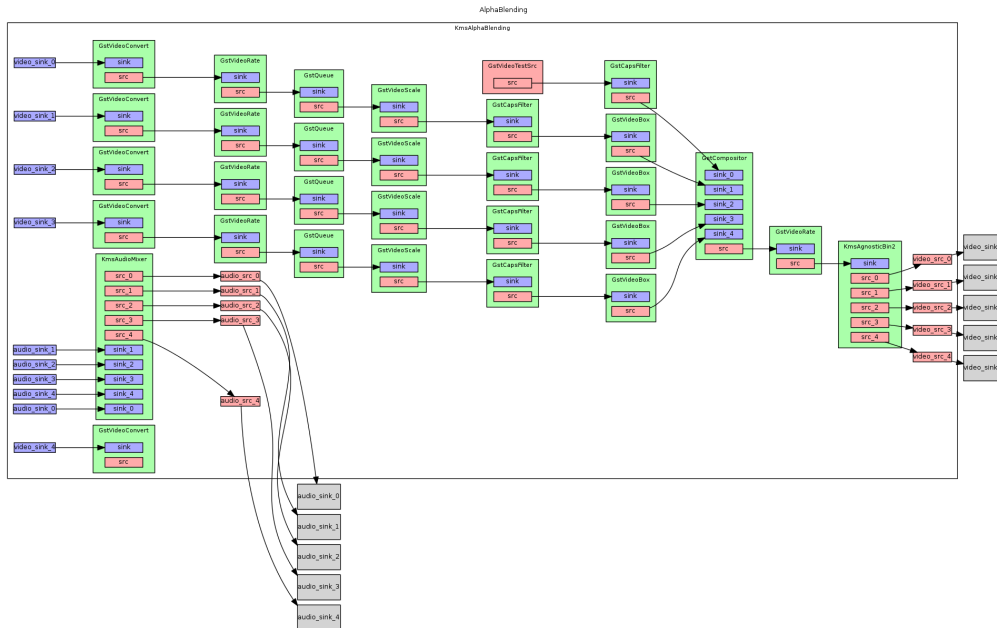 AlphaBlending
KmsAlphaBlending
video_sink_0
GstVideoConvert
sink
src
GstVideoRate
sink
src
GstQueue
sink
src
GstVideoScale
sink
src
GstVideoTestSrc
src
GstCapsFilter
sink
src
video_sink_1
GstVideoConvert
sink
src
GstVideoRate
sink
src
GstQueue
sink
src
GstVideoScale
sink
src
GstCapsFilter
sink
src
GstVideoBox
sink
src
video_sink_2
GstVideoConvert
sink
src
GstVideoRate
sink
src
GstQueue
sink
src
GstVideoScale
sink
src
GstCapsFilter
sink
src
GstVideoBox
sink
src
video_sink_3
GstVideoConvert
sink
src
GstVideoRate
sink
src
GstQueue
sink
src
GstVideoScale
sink
src
GstCapsFilter
sink
src
GstVideoBox
sink
src
GstCapsFilter
sink
src
GstVideoBox
sink
src
GstCompositor
sink_0
sink_1
sink_2
sink_3
sink_4
src
GstVideoRate
sink
src
KmsAgnosticBin2
sink
src_0
src_1
src_2
src_3
src_4
video_src_0
video_src_1
video_src_2
video_src_3
video_src_4
video_sink
video_sink
video_sink
video_sink
video_sink
KmsAudioMixer
src_0
src_1
src_2
src_3
src_4
sink_1
sink_2
sink_3
sink_4
sink_0
audio_src_0
audio_src_1
audio_src_2
audio_src_3
audio_src_4
audio_sink_1
audio_sink_2
audio_sink_3
audio_sink_4
audio_sink_0
video_sink_4
GstVideoConvert
sink
src
audio_sink_0
audio_sink_1
audio_sink_2
audio_sink_3
audio_sink_4